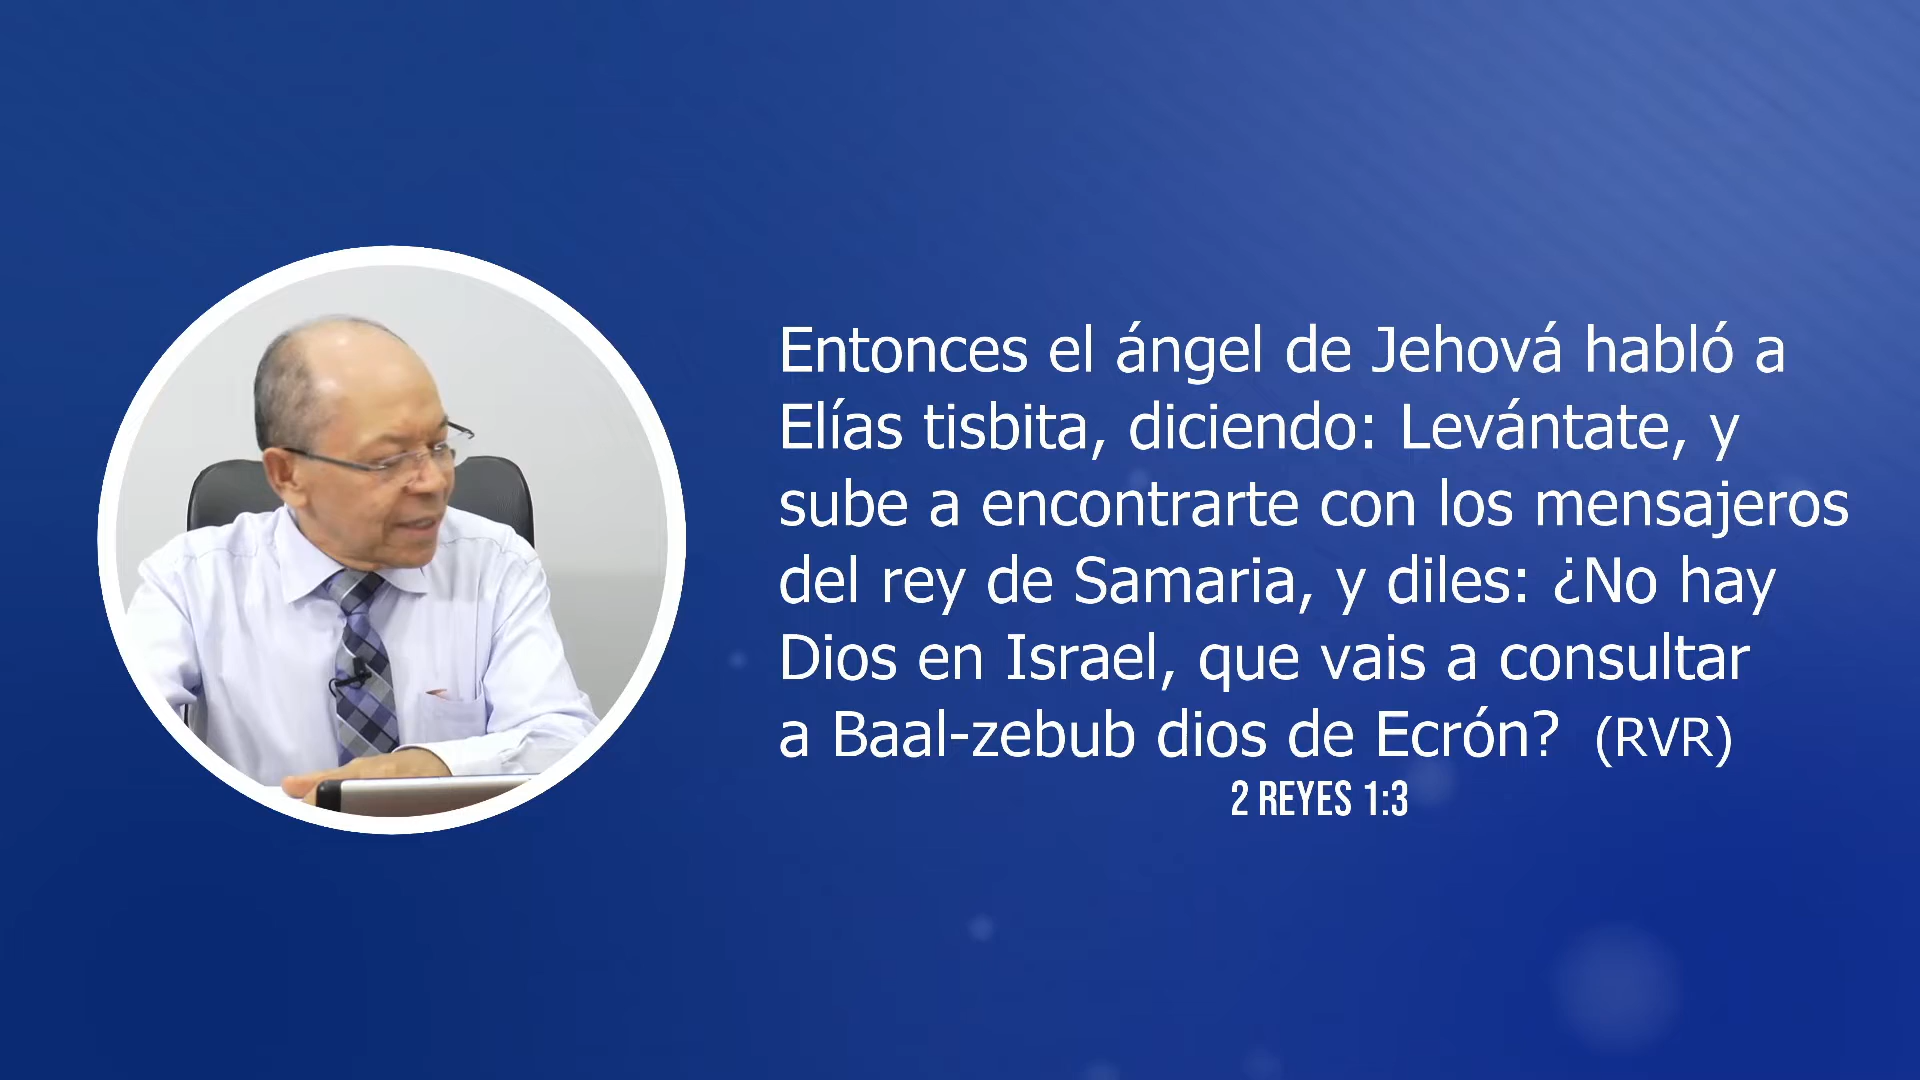 Entonces el ángel de Jehová habló a
Elías tisbita, diciendo: Levántate, y
sube a encontrarte con los mensajeros
del rey de Samaria, y diles: ¿No hay
Dios en Israel, que vais a consultar
a Baal-zebub dios de Ecrón? (RVR)
2 REYES 1:3